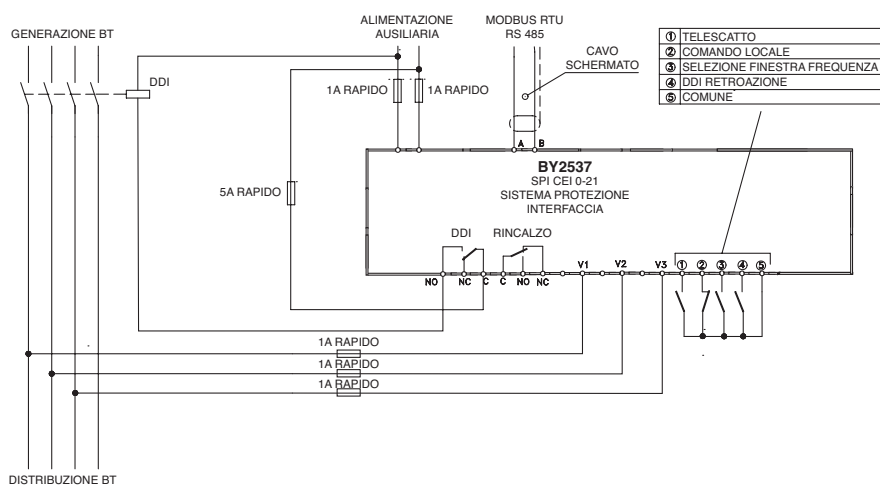 GENERAZIONE BT
ALIMENTAZIONE
AUSILIARIA
MODBUS RTU
RS 485
CAVO
SCHERMATO
① TELESCATTO
② COMANDO LOCALE
③ SELEZIONE FINESTRA FREQUENZA
④ DDI RETROAZIONE
⑤ COMUNE
DDI
1A RAPIDO
1A RAPIDO
A
B
BY2537
SPI CEI 0-21
SISTEMA PROTEZIONE
INTERFACCIA
5A RAPIDO
DDI
RINCALZO
V1
V2
V3
① ② ③ ④ ⑤
NO
NC
C
C
NO
NC
1A RAPIDO
1A RAPIDO
1A RAPIDO
DISTRIBUZIONE BT